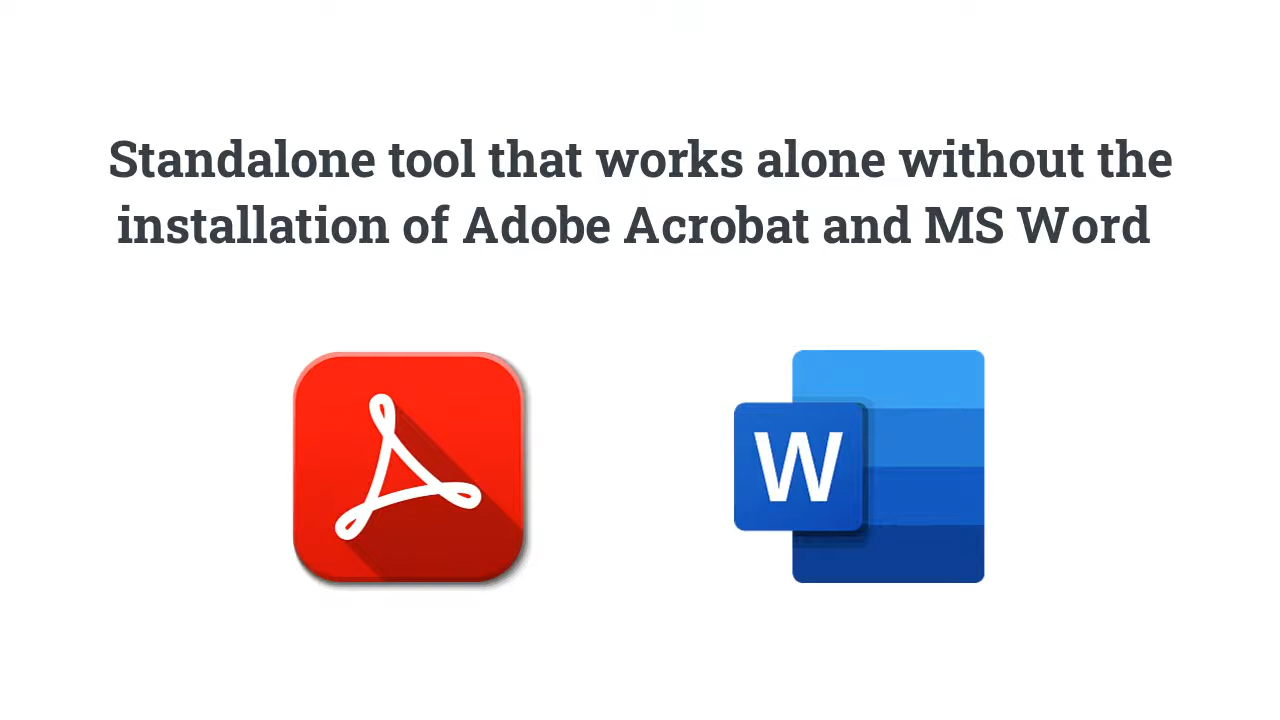 Standalone tool that works alone without the
installation of Adobe Acrobat and MS Word
W